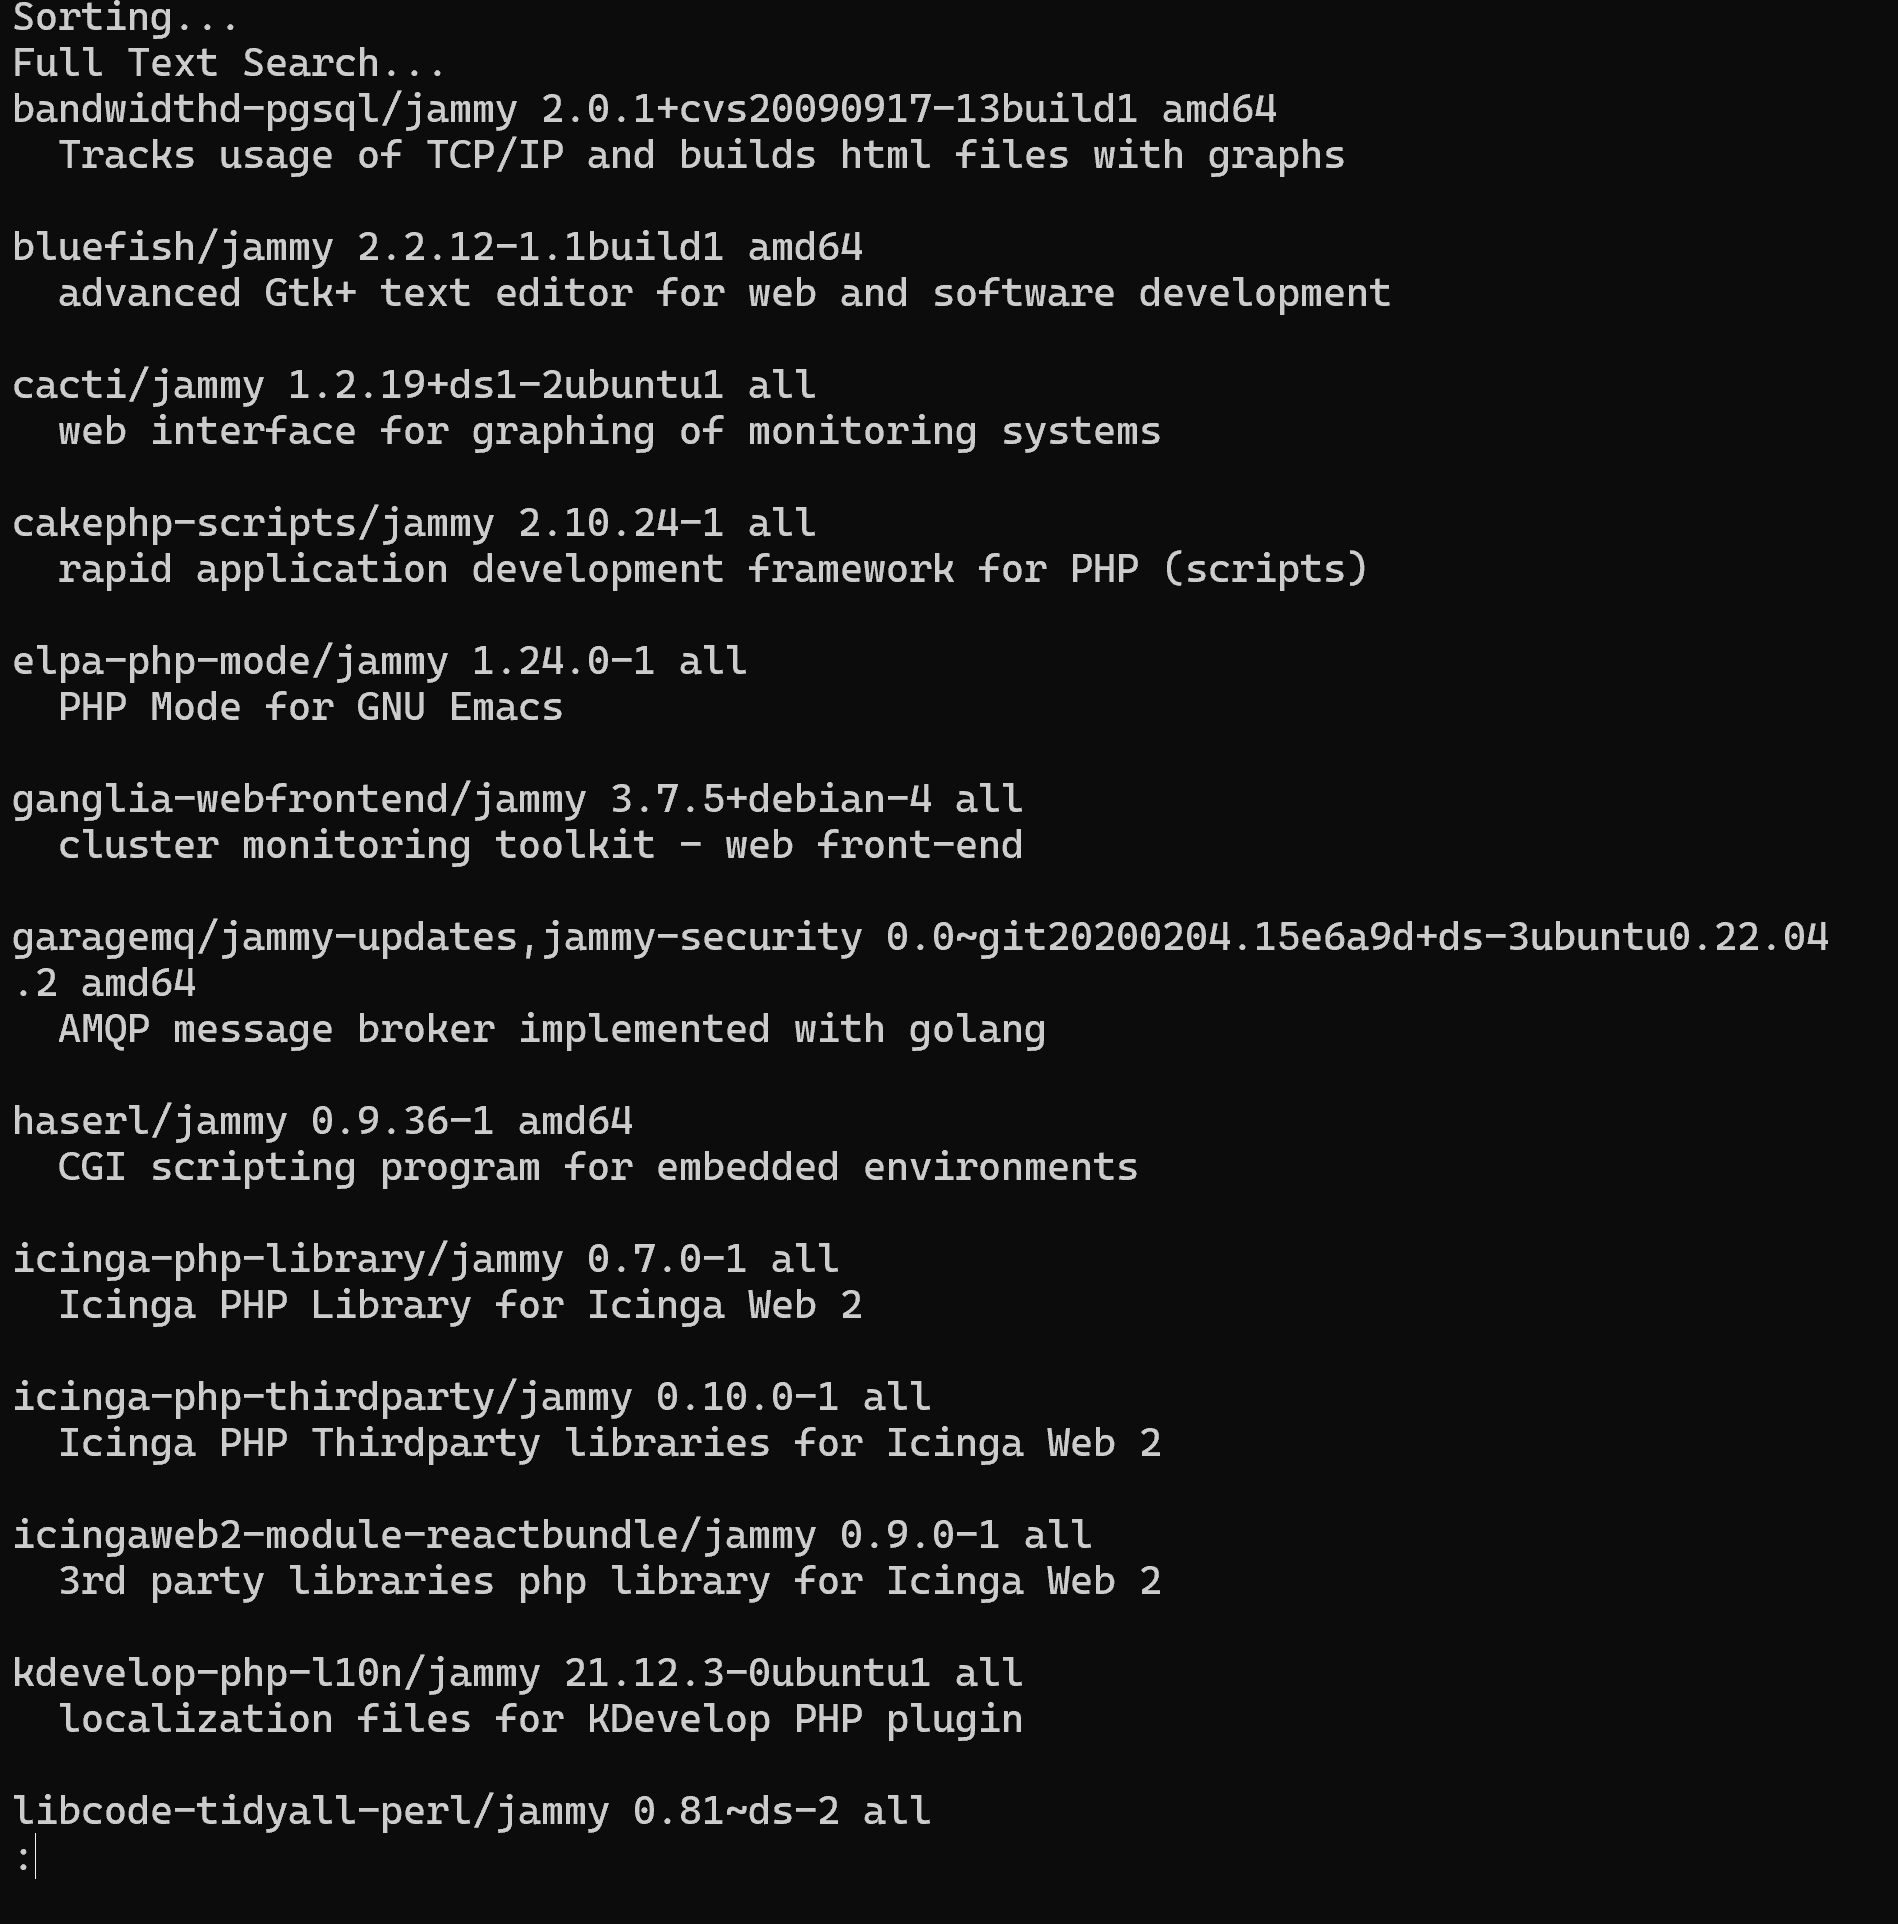 Sorting...
Full Text Search...
bandwidthd-pgsql/jammy 2.0.1+cvs20090917-13build1 amd64
  Tracks usage of TCP/IP and builds html files with graphs

bluefish/jammy 2.2.12-1.1build1 amd64
  advanced Gtk+ text editor for web and software development

cacti/jammy 1.2.19+ds1-2ubuntu1 all
  web interface for graphing of monitoring systems

cakephp-scripts/jammy 2.10.24-1 all
  rapid application development framework for PHP (scripts)

elpa-php-mode/jammy 1.24.0-1 all
  PHP Mode for GNU Emacs

ganglia-webfrontend/jammy 3.7.5+debian-4 all
  cluster monitoring toolkit - web front-end

garagemq/jammy-updates,jammy-security 0.0~git20200204.15e6a9d+ds-3ubuntu0.22.04
.2 amd64
  AMQP message broker implemented with golang

haserl/jammy 0.9.36-1 amd64
  CGI scripting program for embedded environments

icinga-php-library/jammy 0.7.0-1 all
  Icinga PHP Library for Icinga Web 2

icinga-php-thirdparty/jammy 0.10.0-1 all
  Icinga PHP Thirdparty libraries for Icinga Web 2

icingaweb2-module-reactbundle/jammy 0.9.0-1 all
  3rd party libraries php library for Icinga Web 2

kdevelop-php-l10n/jammy 21.12.3-0ubuntu1 all
  localization files for KDevelop PHP plugin

libcode-tidyall-perl/jammy 0.81~ds-2 all
: